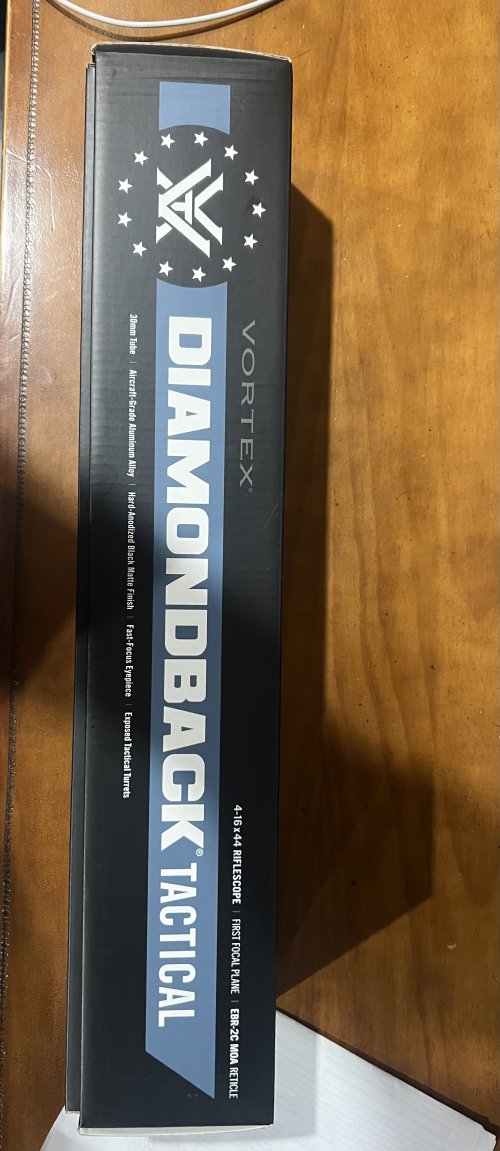 VORTEX®
4-16x44 RIFLESCOPE | FIRST FOCAL PLANE | EBR-2C MOA RETICLE
DIAMONDBACK® TACTICAL
30mm Tube | Aircraft-Grade Aluminum Alloy | Hard-Anodized Black Matte Finish | Fast-Focus Eyepiece | Exposed Tactical Turrets